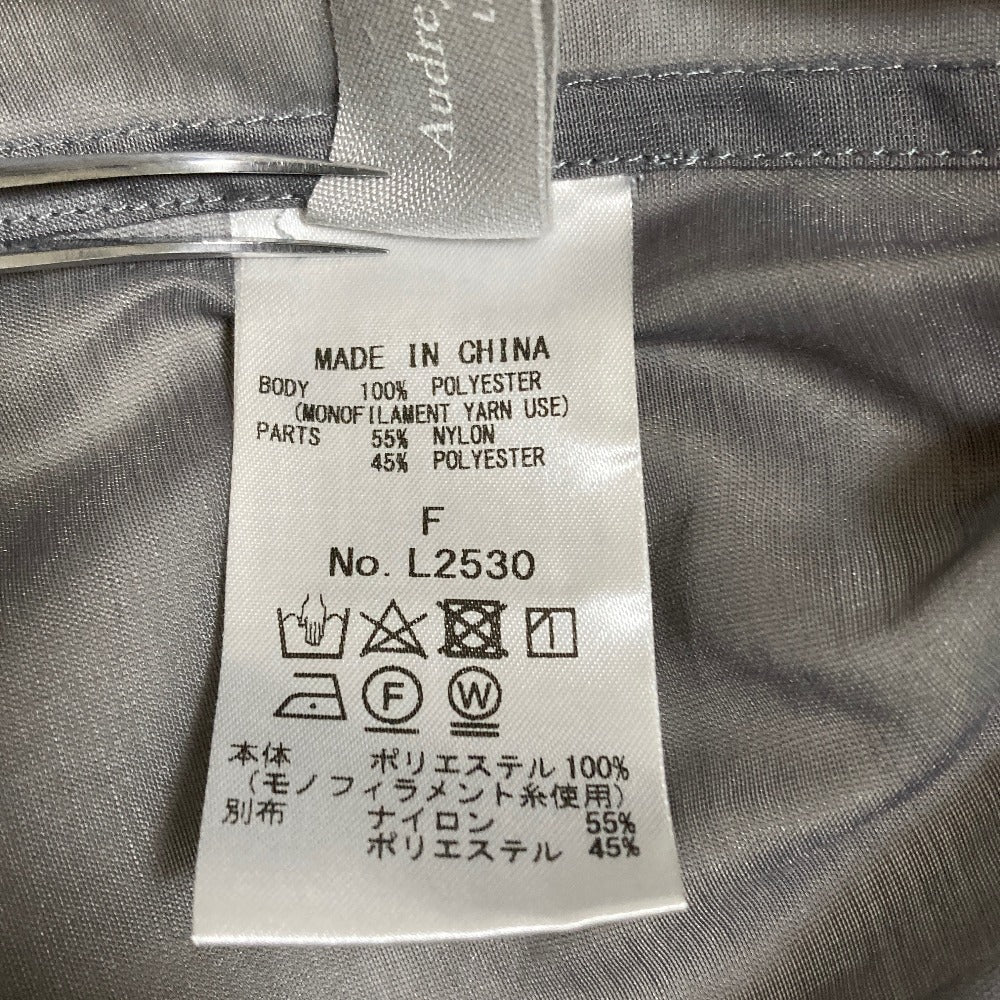 Audrey
MADE IN CHINA
BODY 100% POLYESTER
(MONOFILAMENT YARN USE)
PARTS 55% NYLON
45% POLYESTER
F
No. L2530
F W
本体 ポリエステル 100%
(モノフィラメント糸使用)
別布 ナイロン 55%
ポリエステル 45%